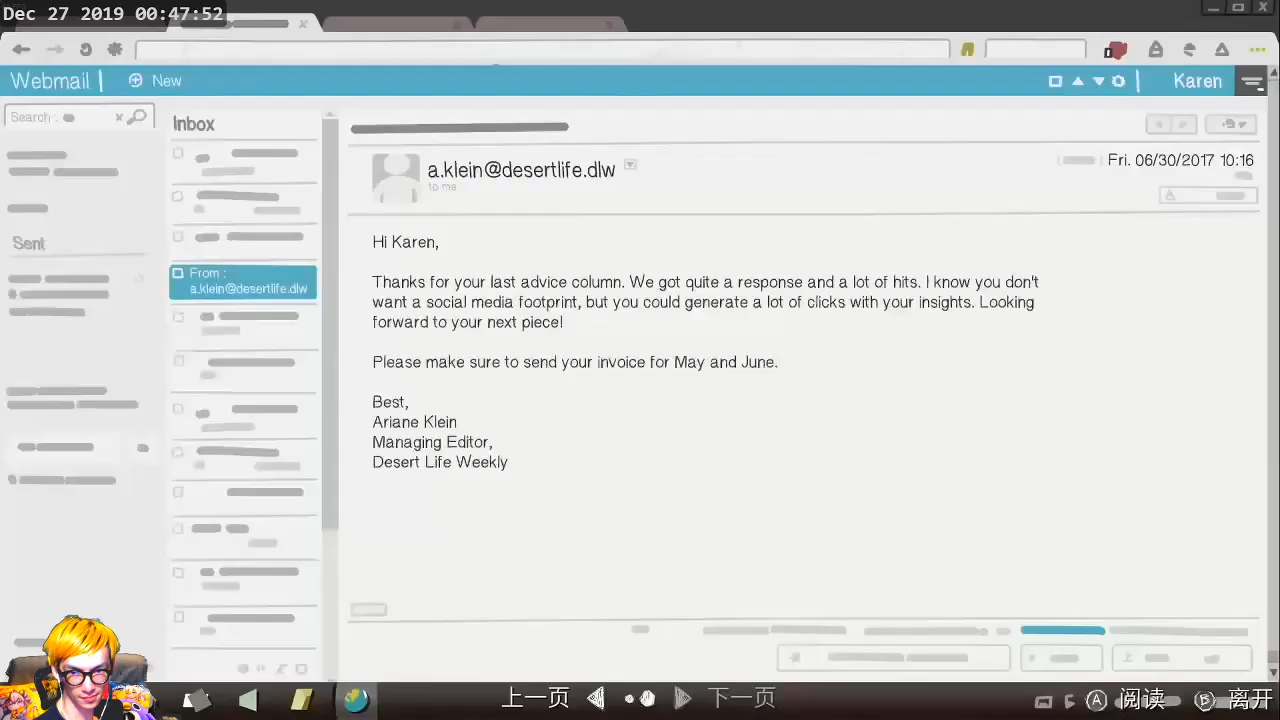 Dec 27 2019 00:47:52
Webmail
New
Karen
Search :
Inbox
a.klein@desertlife.dlw
to me
Fri. 06/30/2017 10:16
Sent
From :
a.klein@desertlife.dlw
Hi Karen,
Thanks for your last advice column. We got quite a response and a lot of hits. I know you don't
want a social media footprint, but you could generate a lot of clicks with your insights. Looking
forward to your next piece!
Please make sure to send your invoice for May and June.
Best,
Ariane Klein
Managing Editor,
Desert Life Weekly
上一页
下一页
A 阅读
B 离开